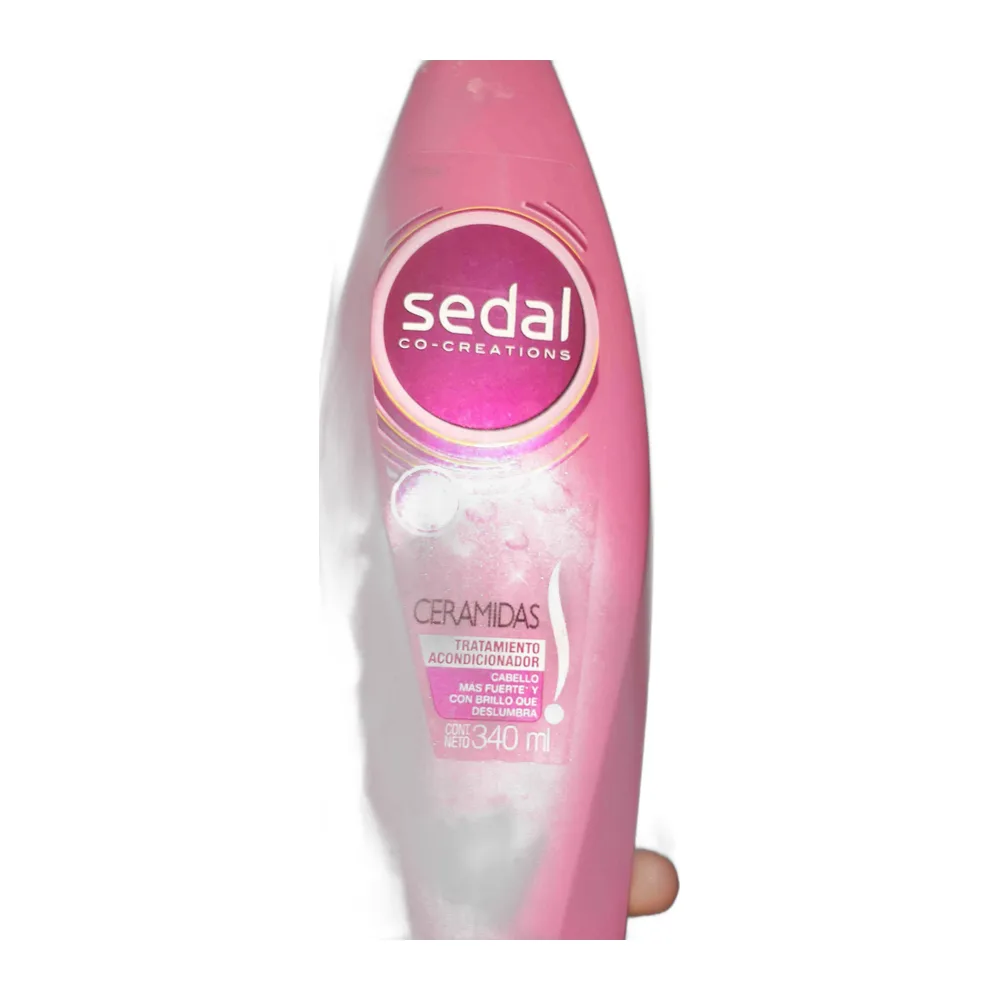 sedal
CO-CREATIONS
CERAMIDAS
TRATAMIENTO
ACONDICIONADOR
CABELLO
MÁS FUERTE* Y
CON BRILLO QUE
DESLUMBRA
CONT.
NETO 340 ml